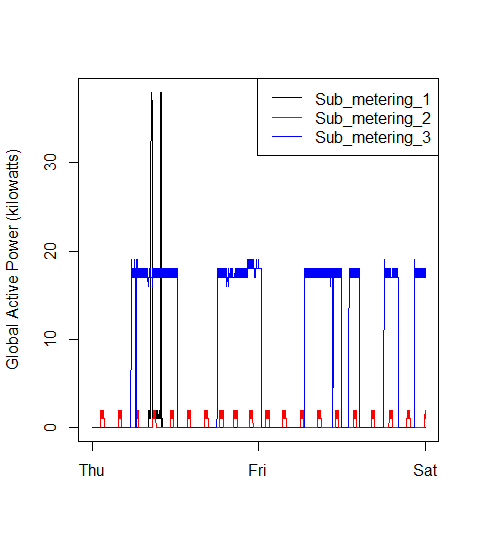 Sub_metering_1
Sub_metering_2
Sub_metering_3
Global Active Power (kilowatts)
30
20
10
0
Thu Fri Sat